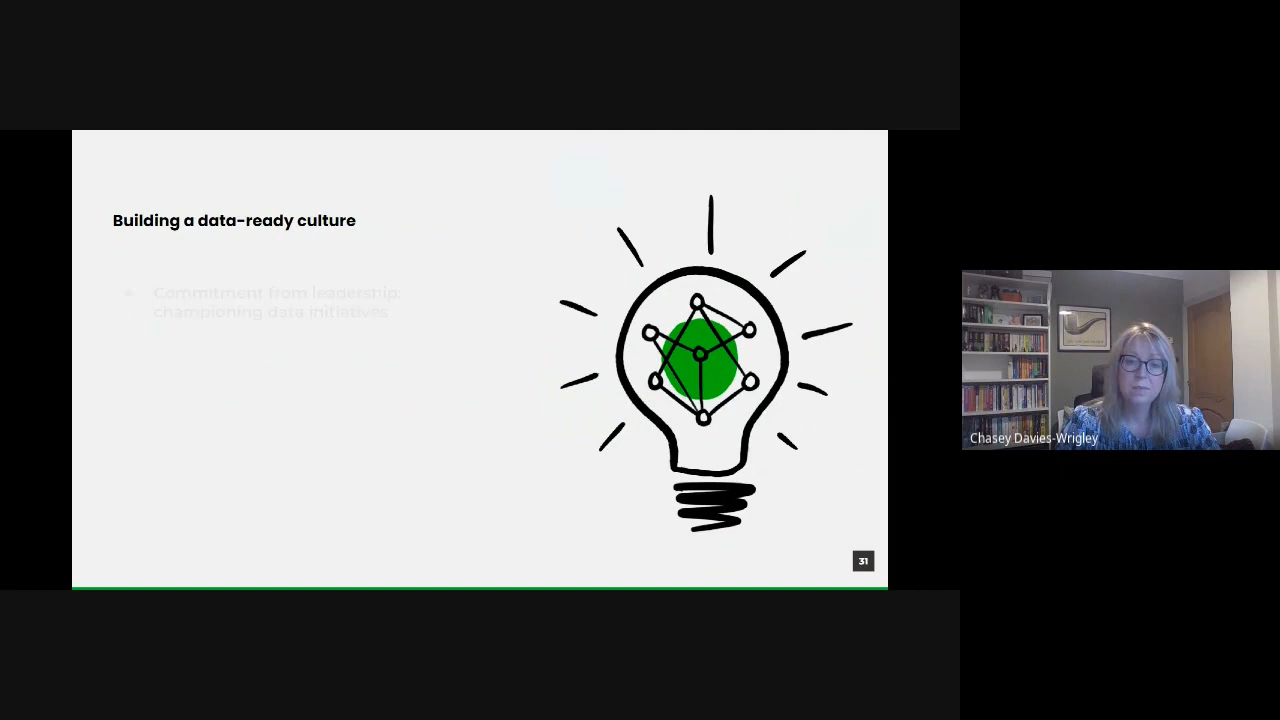 Building a data-ready culture
Commitment from leadership:
championing data initiatives
31
Chasey Davies-Wrigley